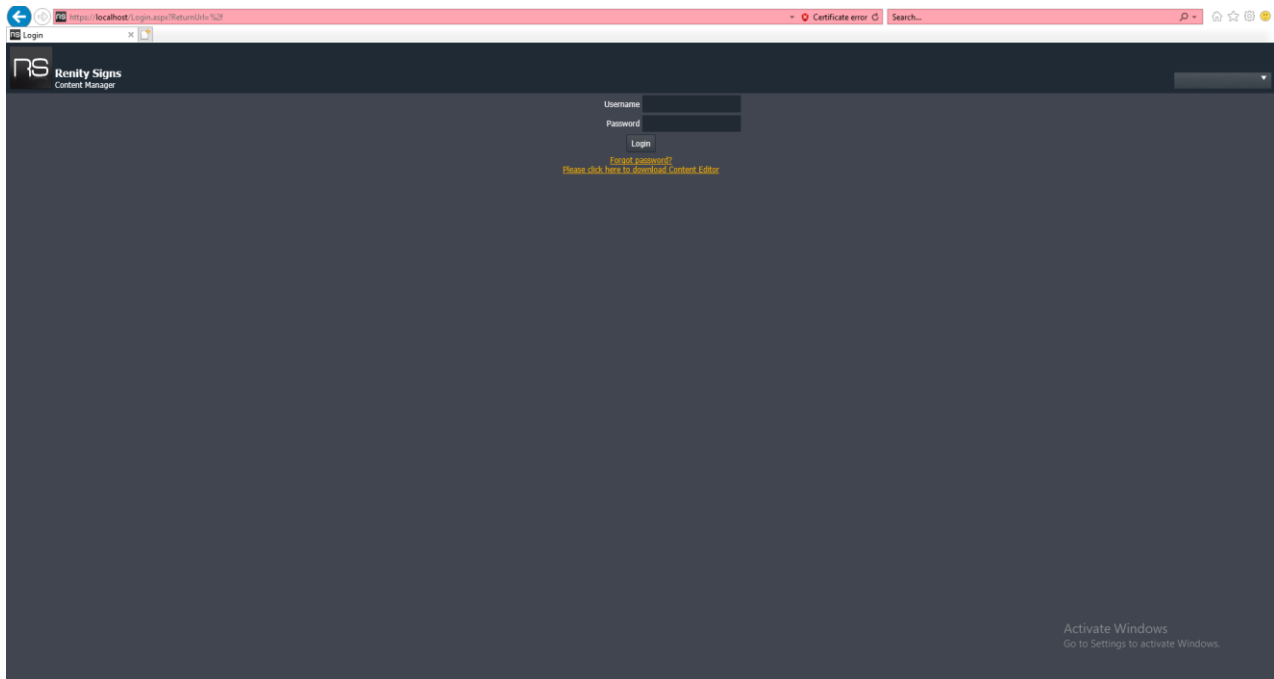 https://localhost/Login.aspx?ReturnUrl=%2f
Certificate error
Search...
Login
RS
Renity Signs
Content Manager
Username
Password
Login
Forgot password?
Please click here to download Content Editor
Activate Windows
Go to Settings to activate Windows.